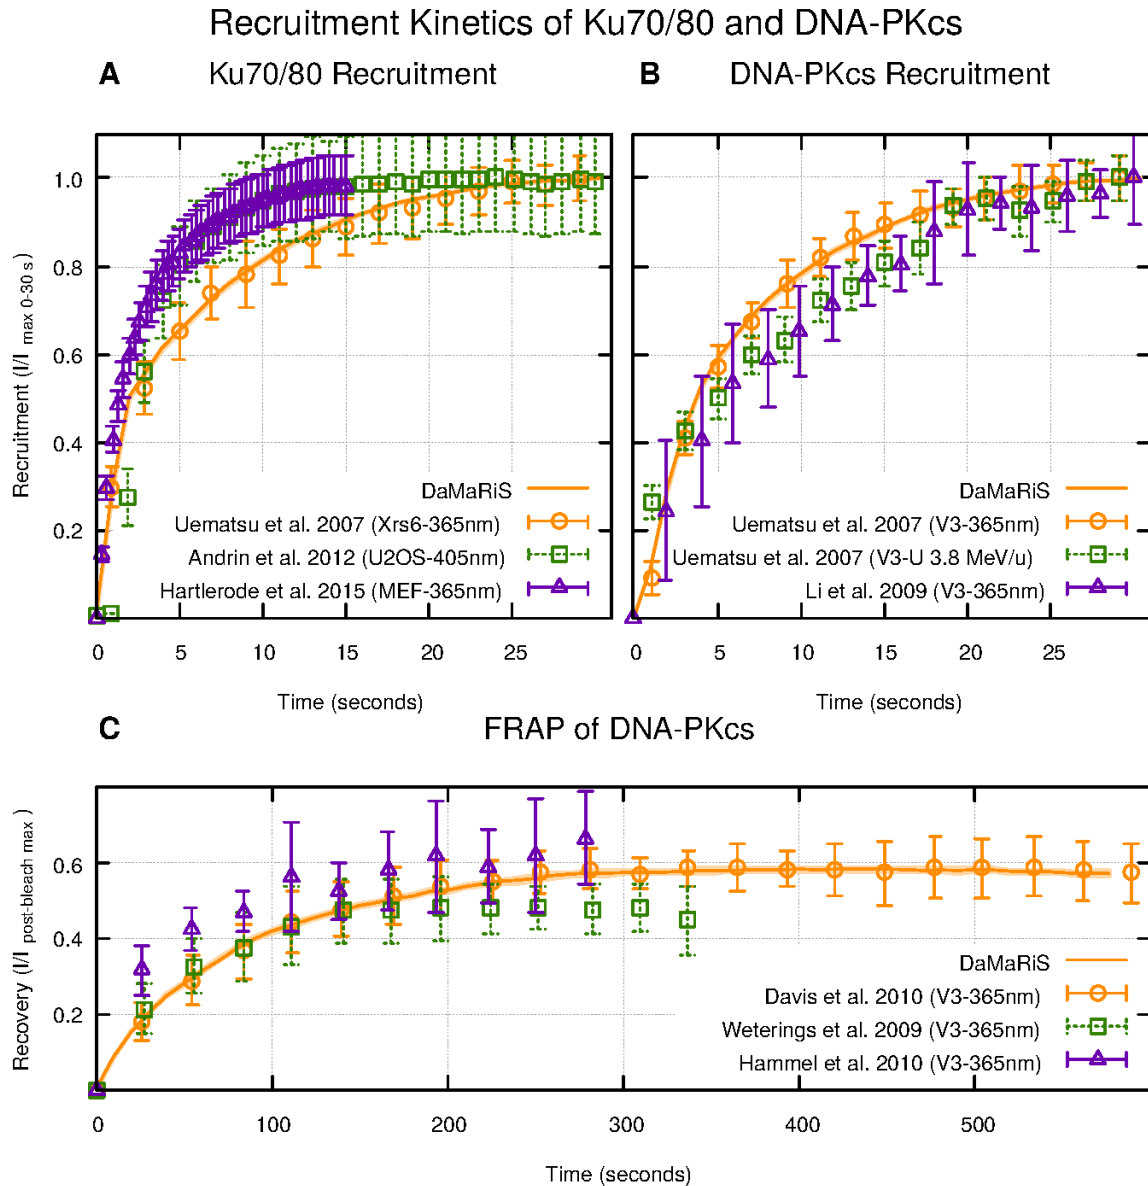 Recruitment Kinetics of Ku70/80 and DNA-PKcs
A Ku70/80 Recruitment
B DNA-PKcs Recruitment
Recruitment (I/I max 0-30 s)
1.0
0.8
0.6
0.4
0.2
DaMaRiS
Uematsu et al. 2007 (Xrs6-365nm)
Andrin et al. 2012 (U2OS-405nm)
Hartlerode et al. 2015 (MEF-365nm)
0 5 10 15 20 25
Time (seconds)
DaMaRiS
Uematsu et al. 2007 (V3-365nm)
Uematsu et al. 2007 (V3-U 3.8 MeV/u)
Li et al. 2009 (V3-365nm)
0 5 10 15 20 25
Time (seconds)
C FRAP of DNA-PKcs
Recovery (I/I post-bleach max )
0.6
0.4
0.2
DaMaRiS
Davis et al. 2010 (V3-365nm)
Weterings et al. 2009 (V3-365nm)
Hammel et al. 2010 (V3-365nm)
0 100 200 300 400 500
Time (seconds)